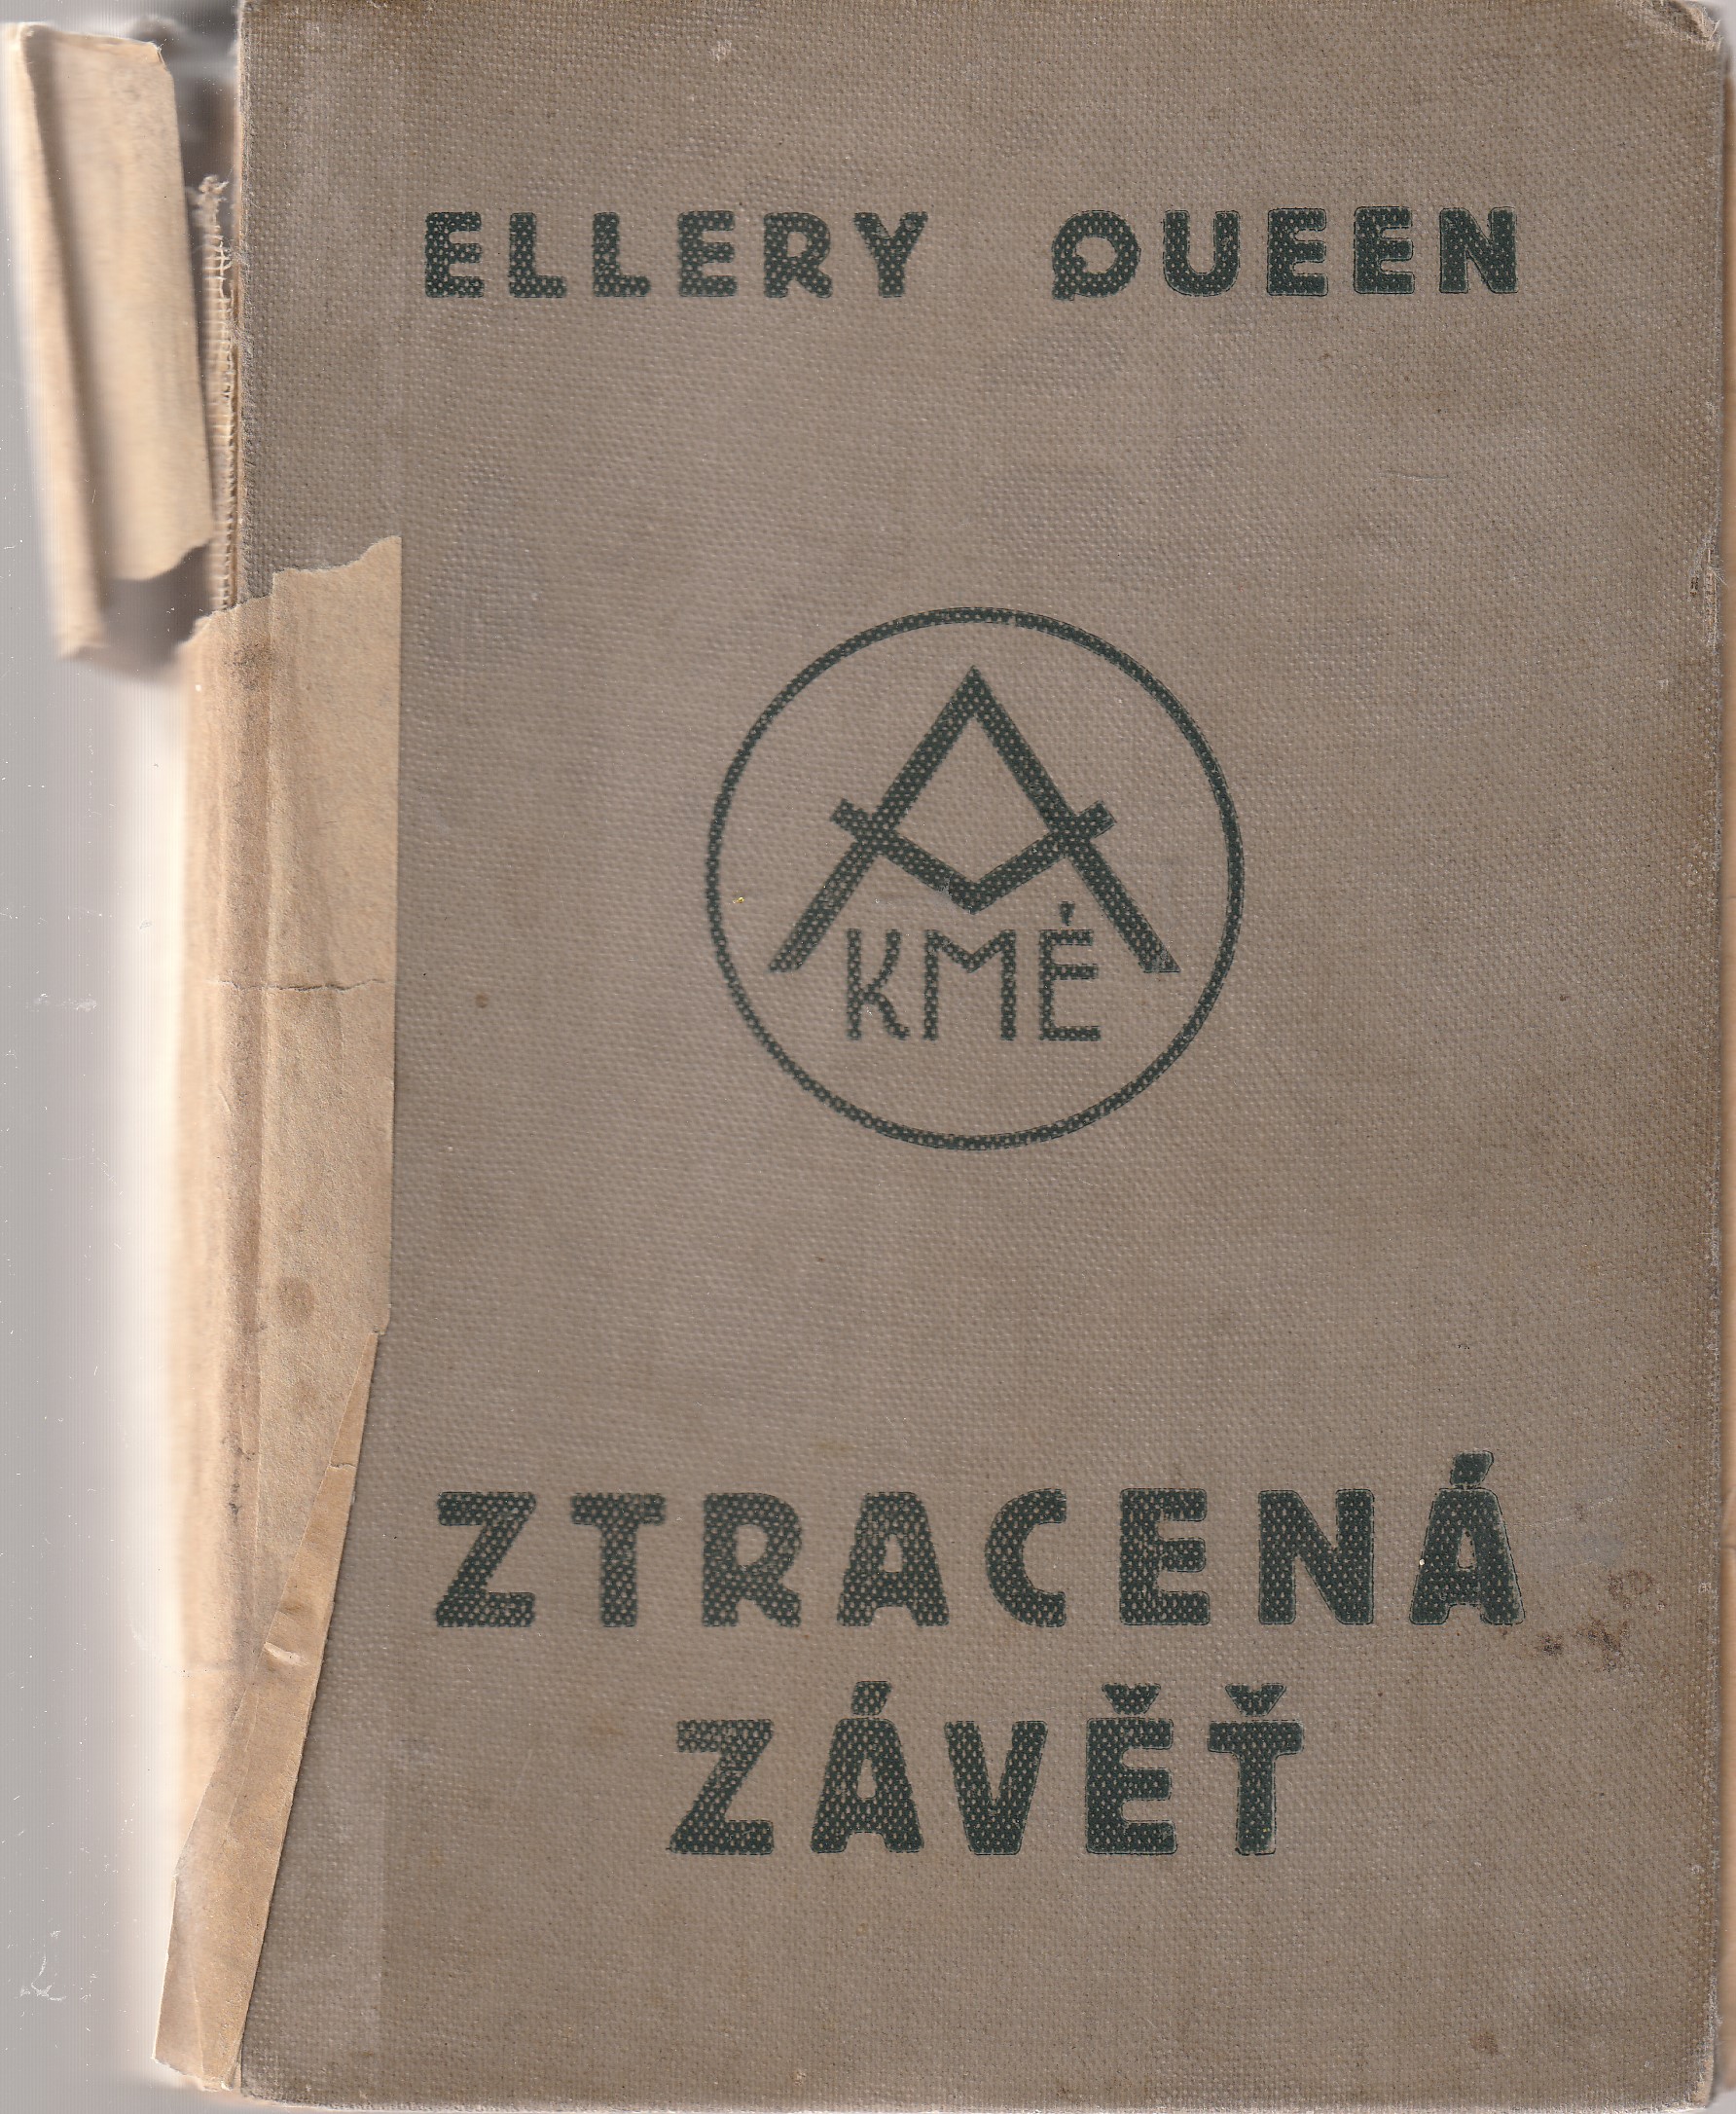 ELLERY QUEEN
AKMÉ
ZTRACENÁ
ZÁVĚŤ